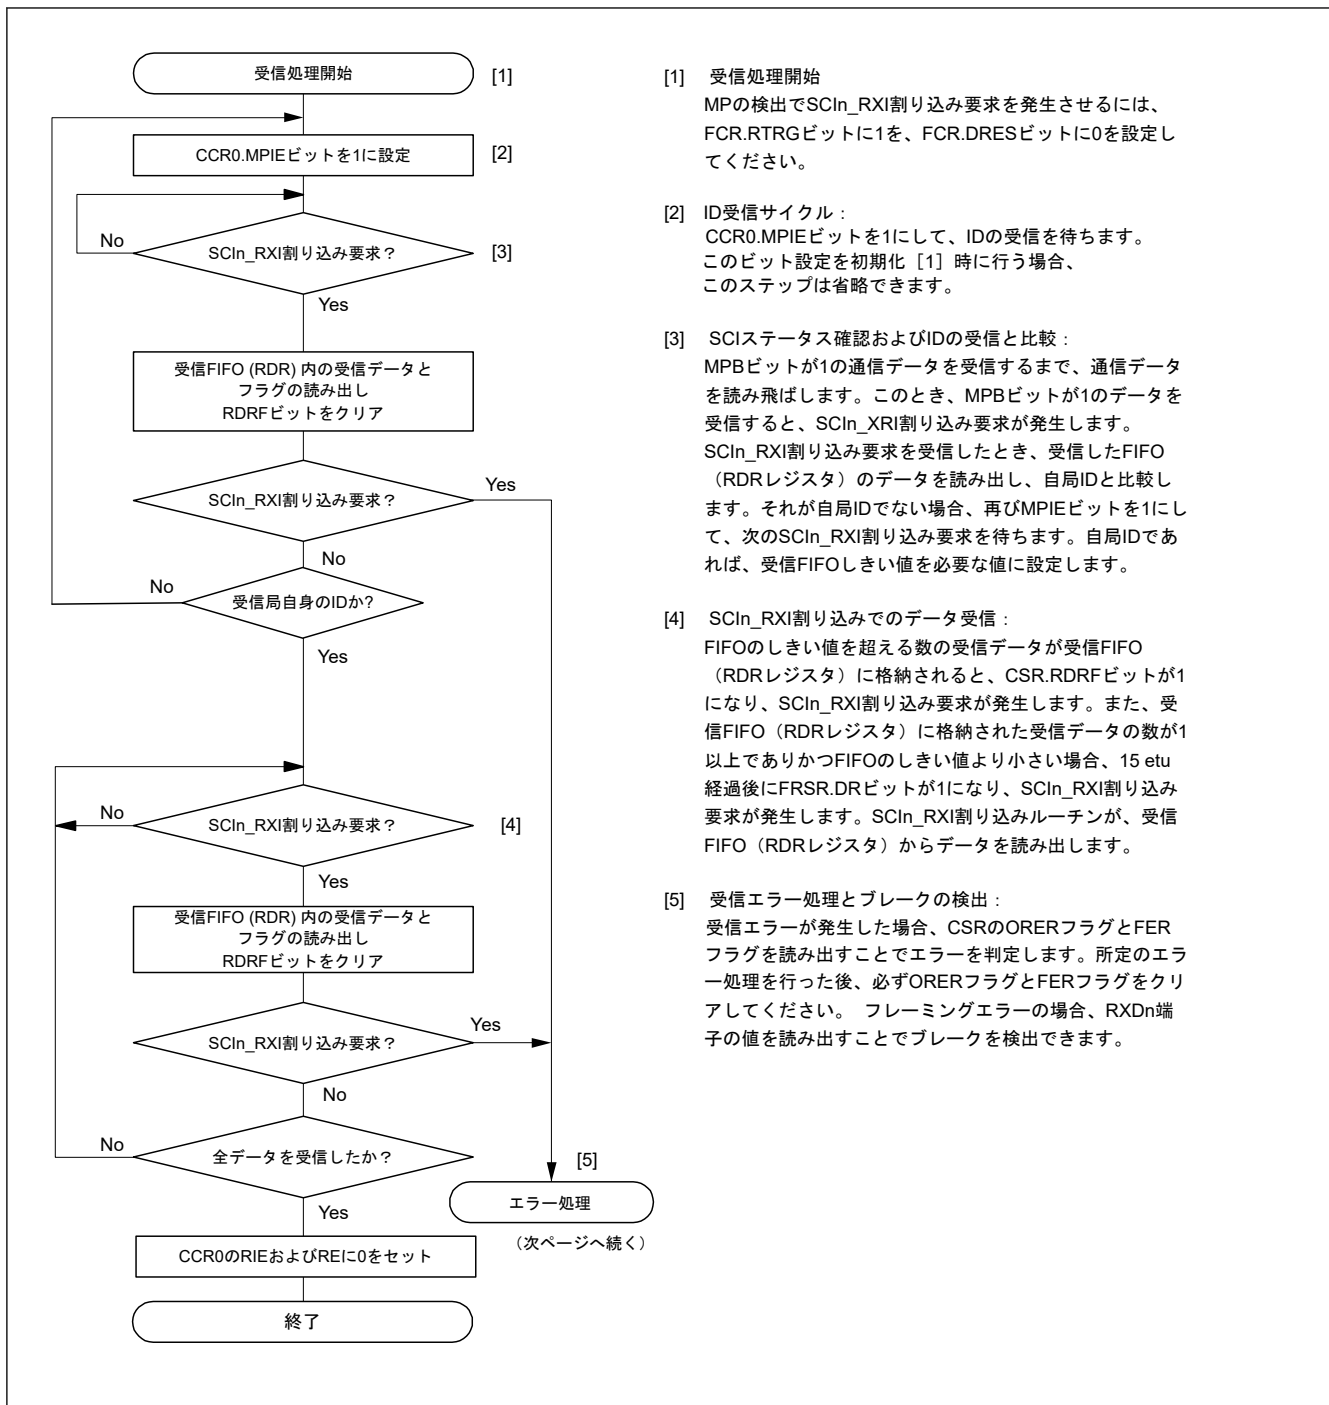 受信処理開始
[1]
CCR0.MPIEビットを1に設定
[2]
No
SCIn_RXI割り込み要求？
[3]
Yes
受信FIFO (RDR) 内の受信データと
フラグの読み出し
RDRFビットをクリア
SCIn_RXI割り込み要求？
Yes
No
No
受信局自身のIDか?
Yes
No
SCIn_RXI割り込み要求？
[4]
Yes
受信FIFO (RDR) 内の受信データと
フラグの読み出し
RDRFビットをクリア
Yes
SCIn_RXI割り込み要求？
No
No
全データを受信したか？
[5]
エラー処理
Yes
（次ページへ続く）
CCR0のRIEおよびREに0をセット
終了
[1] 受信処理開始
MPの検出でSCIn_RXI割り込み要求を発生させるには、
FCR.RTRGビットに1を、FCR.DRESビットに0を設定し
てください。
[2] ID受信サイクル：
CCR0.MPIEビットを1にして、IDの受信を待ちます。
このビット設定を初期化［1］時に行う場合、
このステップは省略できます。
[3] SCIステータス確認およびIDの受信と比較：
MPBビットが1の通信データを受信するまで、通信データ
を読み飛ばします。このとき、MPBビットが1のデータを
受信すると、SCIn_XRI割り込み要求が発生します。
SCIn_RXI割り込み要求を受信したとき、受信したFIFO
（RDRレジスタ）のデータを読み出し、自局IDと比較し
ます。それが自局IDでない場合、再びMPIEビットを1にし
て、次のSCIn_RXI割り込み要求を待ちます。自局IDであ
れば、受信FIFOしきい値を必要な値に設定します。
[4] SCIn_RXI割り込みでのデータ受信：
FIFOのしきい値を超える数の受信データが受信FIFO
（RDRレジスタ）に格納されると、CSR.RDRFビットが1
になり、SCIn_RXI割り込み要求が発生します。また、受
信FIFO（RDRレジスタ）に格納された受信データの数が1
以上でありかつFIFOのしきい値より小さい場合、15 etu
経過後にFRSR.DRビットが1になり、SCIn_RXI割り込み
要求が発生します。SCIn_RXI割り込みルーチンが、受信
FIFO（RDRレジスタ）からデータを読み出します。
[5] 受信エラー処理とブレークの検出：
受信エラーが発生した場合、CSRのORERフラグとFER
フラグを読み出すことでエラーを判定します。所定のエラ
ー処理を行った後、必ずORERフラグとFERフラグをクリ
アしてください。 フレーミングエラーの場合、RXDn端
子の値を読み出すことでブレークを検出できます。